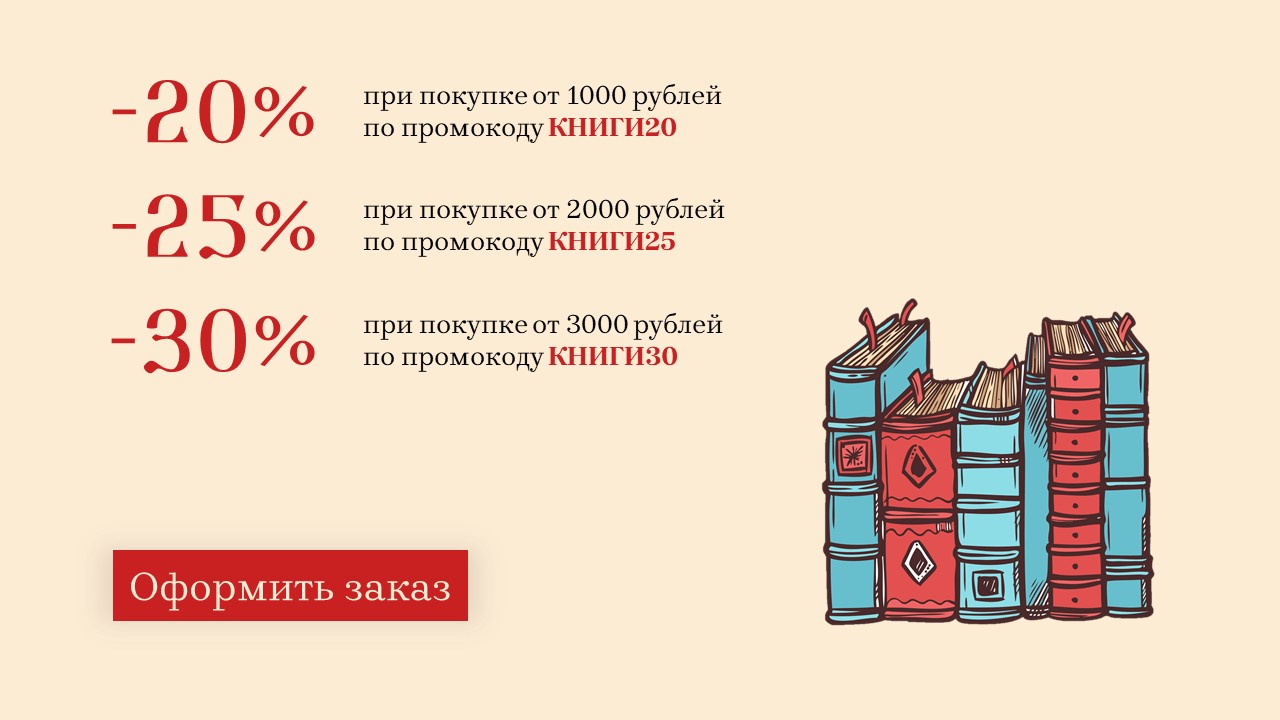 -20%
при покупке от 1000 рублей
по промокоду КНИГИ20
-25%
при покупке от 2000 рублей
по промокоду КНИГИ25
-30%
при покупке от 3000 рублей
по промокоду КНИГИ30
Оформить заказ